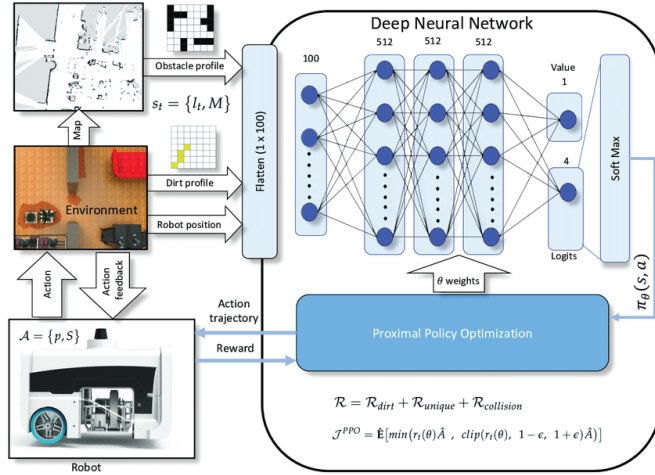 Deep Neural Network
Obstacle profile
s_t = {l_t, M}
Map
Dirt profile
Environment
Robot position
Flatten (1 x 100)
100
512
512
512
Value
1
4
Logits
Soft Max
π_θ(s, a)
θ weights
Action
Action
feedback
Action
trajectory
Reward
Proximal Policy Optimization
𝒜 = {p, S}
Robot
ℛ = ℛ_dirt + ℛ_unique + ℛ_collision
𝒥^PPO = Ê[min(r_t(θ)Â , clip(r_t(θ), 1 − ϵ, 1 + ϵ)Â)]